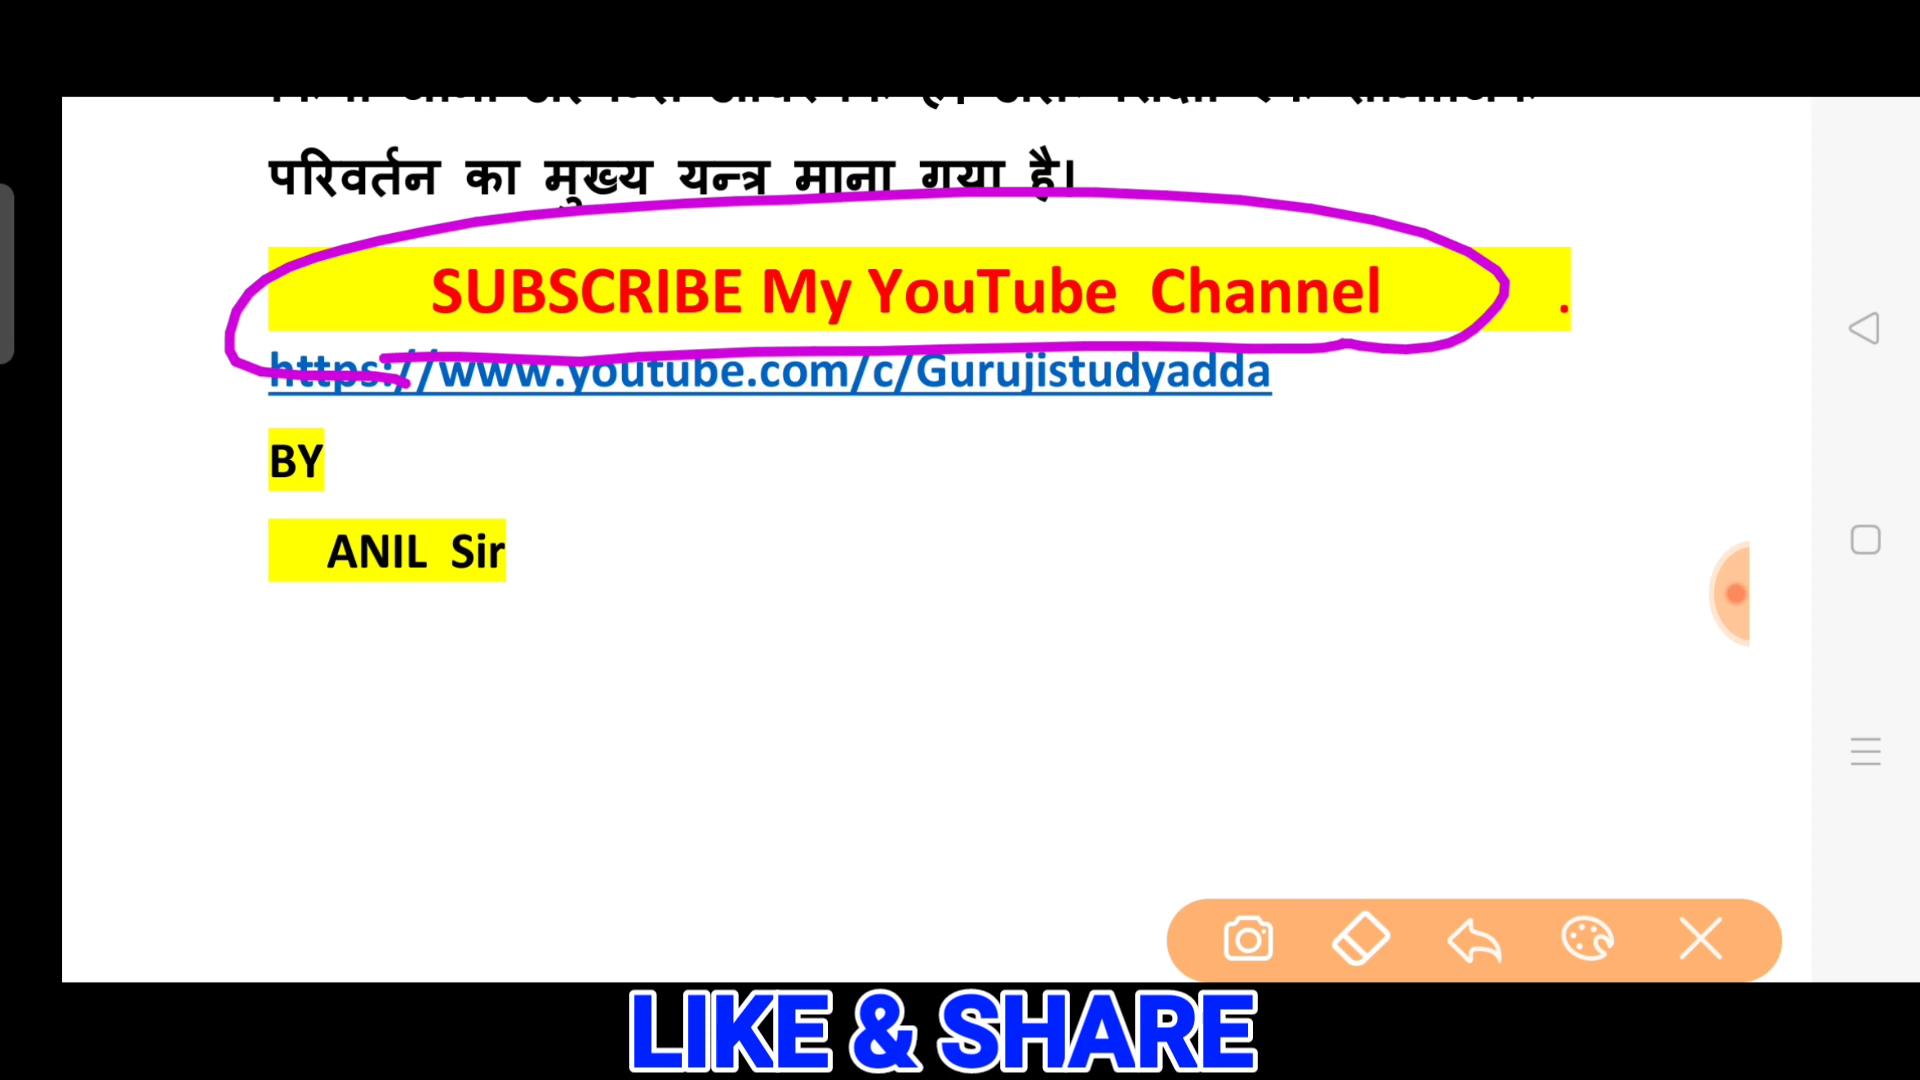 परिवर्तन का मुख्य यन्त्र माना गया है।
SUBSCRIBE My YouTube Channel .
https://www.youtube.com/c/Gurujistudyadda
BY
ANIL Sir
LIKE & SHARE